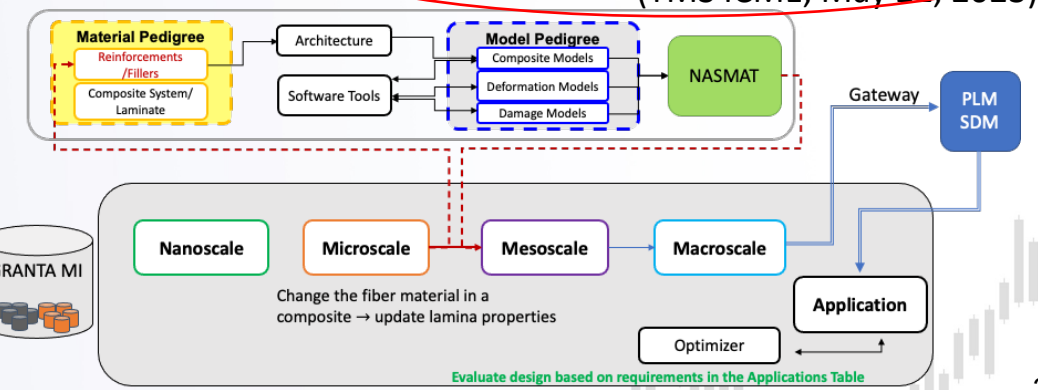 Material Pedigree
Reinforcements
/Fillers
Composite System/
Laminate
Architecture
Software Tools
Model Pedigree
Composite Models
Deformation Models
Damage Models
NASMAT
Gateway
PLM
SDM
GRANTA MI
Nanoscale
Microscale
Mesoscale
Macroscale
Change the fiber material in a
composite → update lamina properties
Application
Optimizer
Evaluate design based on requirements in the Applications Table